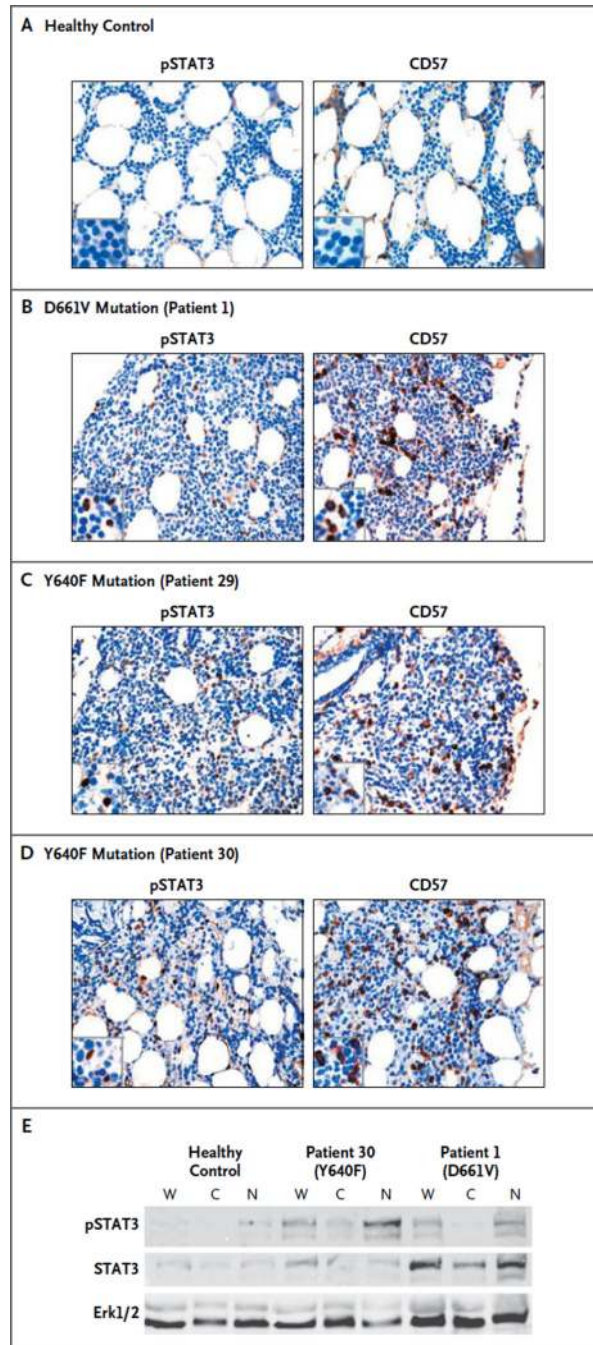 A Healthy Control
pSTAT3 CD57
B D661V Mutation (Patient 1)
pSTAT3 CD57
C Y640F Mutation (Patient 29)
pSTAT3 CD57
D Y640F Mutation (Patient 30)
pSTAT3 CD57
E
Healthy Control Patient 30 (Y640F) Patient 1 (D661V)
W C N W C N W C N
pSTAT3
STAT3
Erk1/2